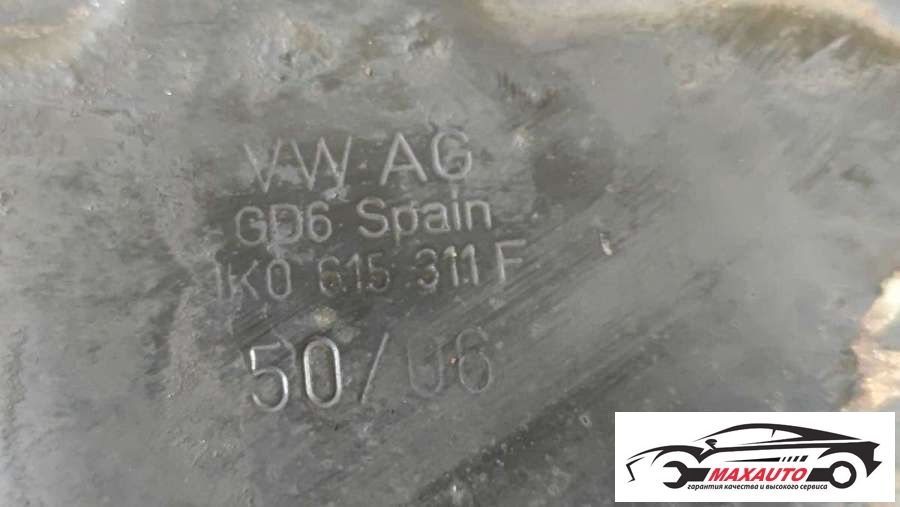 VW AG
GD6 Spain
1K0 615 311 F
50/06
MAXAUTO
гарантия качества и высокого сервиса